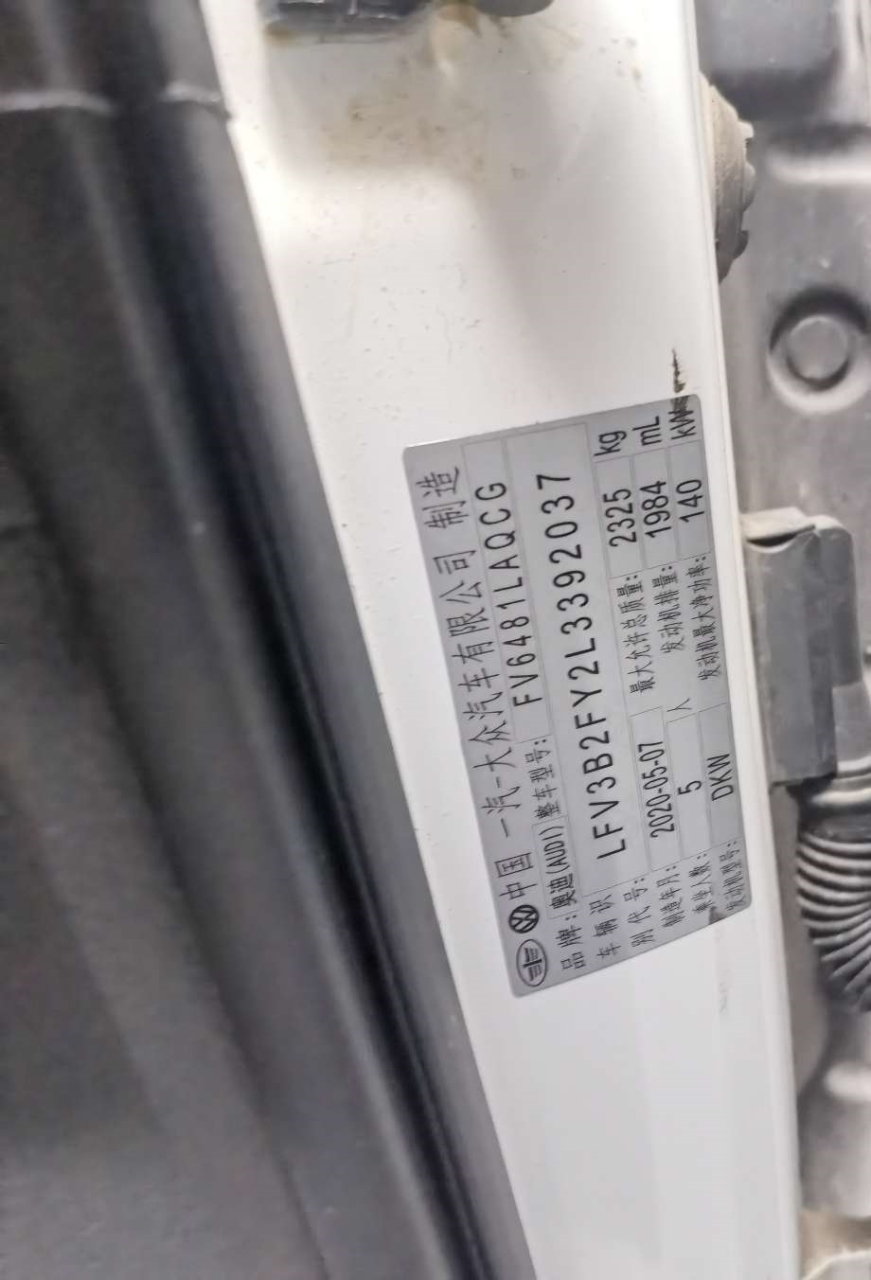 中国 一汽-大众汽车有限公司 制造
品牌: 奥迪(AUDI) 整车型号: FV6481LAQCG
车辆识别代号: LFV3B2FY2L3392037
制造年月: 2020-05-07 最大允许总质量: 2325 kg
乘坐人数: 5 人 发动机排量: 1984 mL
发动机型号: DKW 发动机最大净功率: 140 kW